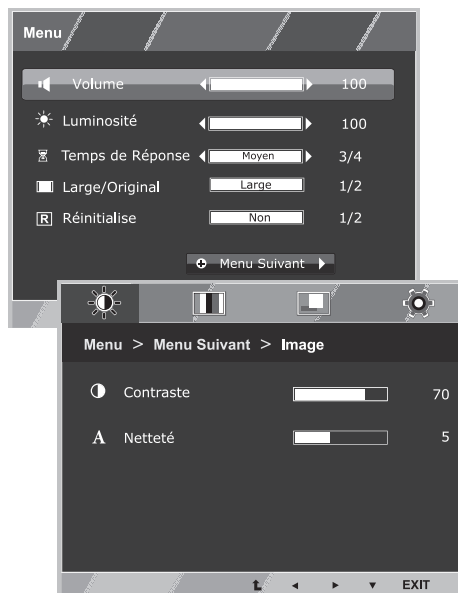 Menu
Volume 100
Luminosité 100
Temps de Réponse Moyen 3/4
Large/Original Large 1/2
R Réinitialise Non 1/2
Menu Suivant
Menu > Menu Suivant > Image
Contraste 70
A Netteté 5
EXIT